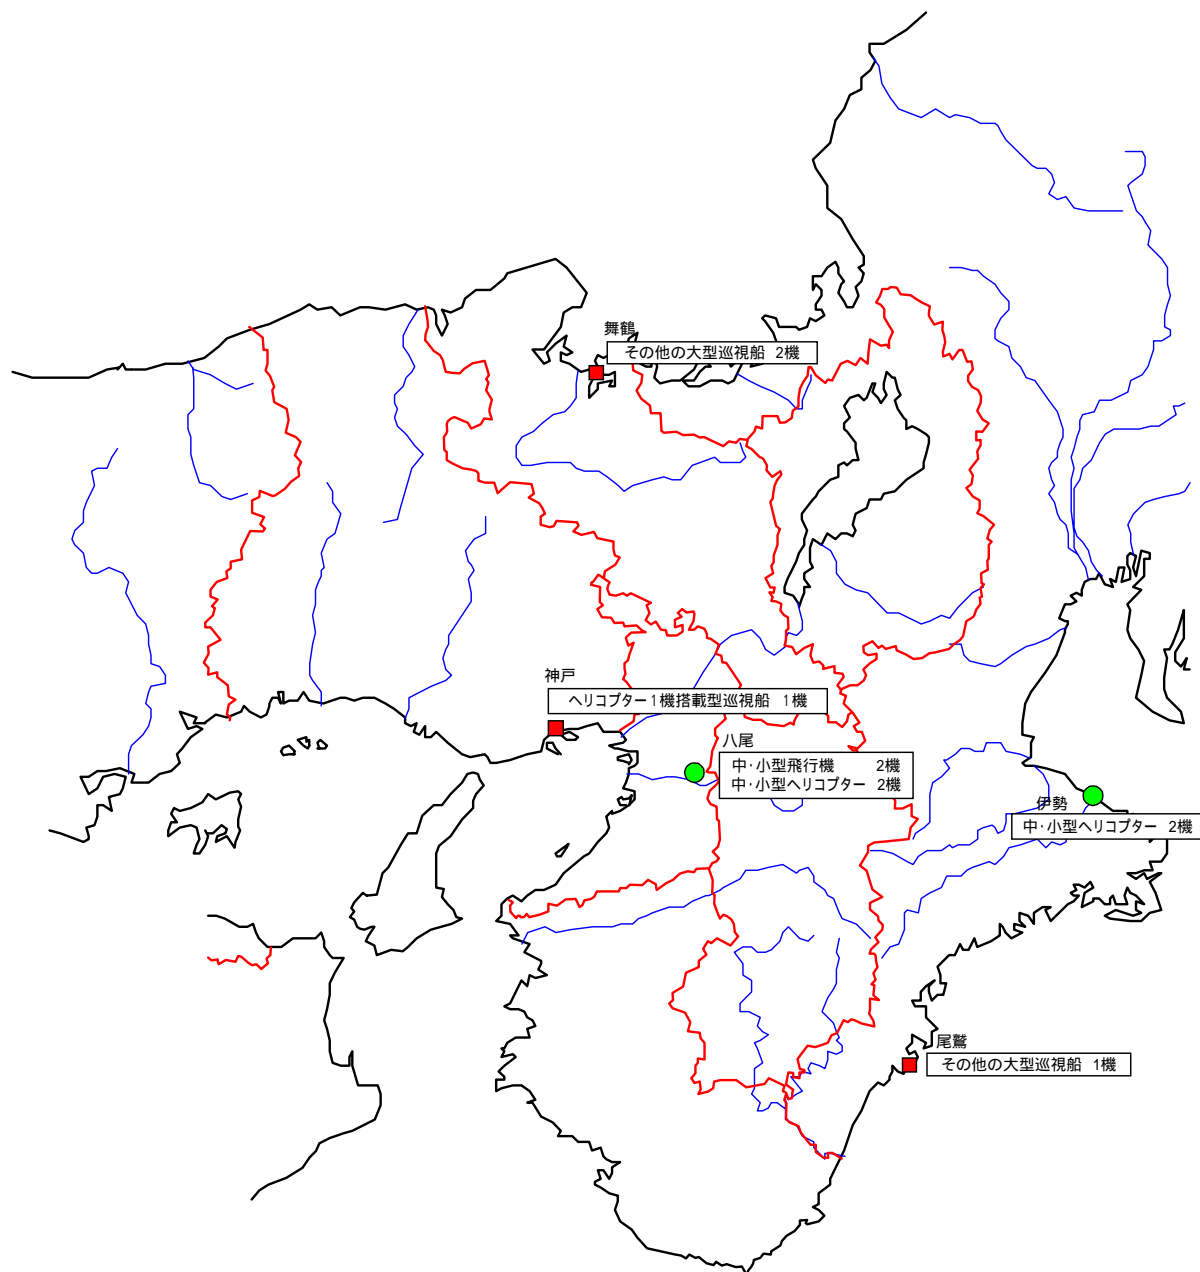 舞鶴
その他の大型巡視船 2機
神戸
ヘリコプター1機搭載型巡視船 1機
八尾
中・小型飛行機 2機
中・小型ヘリコプター 2機
伊勢
中・小型ヘリコプター 2機
尾鷲
その他の大型巡視船 1機